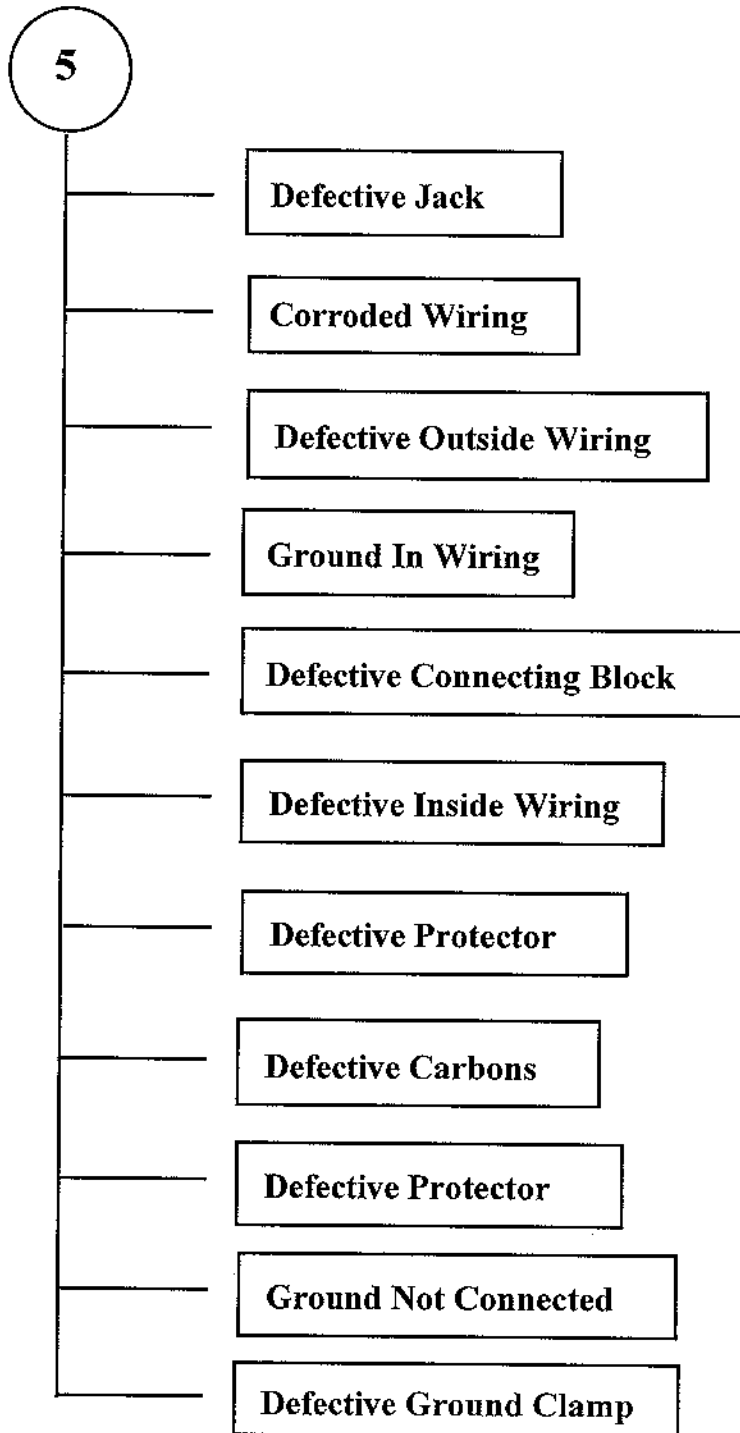 5
Defective Jack
Corroded Wiring
Defective Outside Wiring
Ground In Wiring
Defective Connecting Block
Defective Inside Wiring
Defective Protector
Defective Carbons
Defective Protector
Ground Not Connected
Defective Ground Clamp